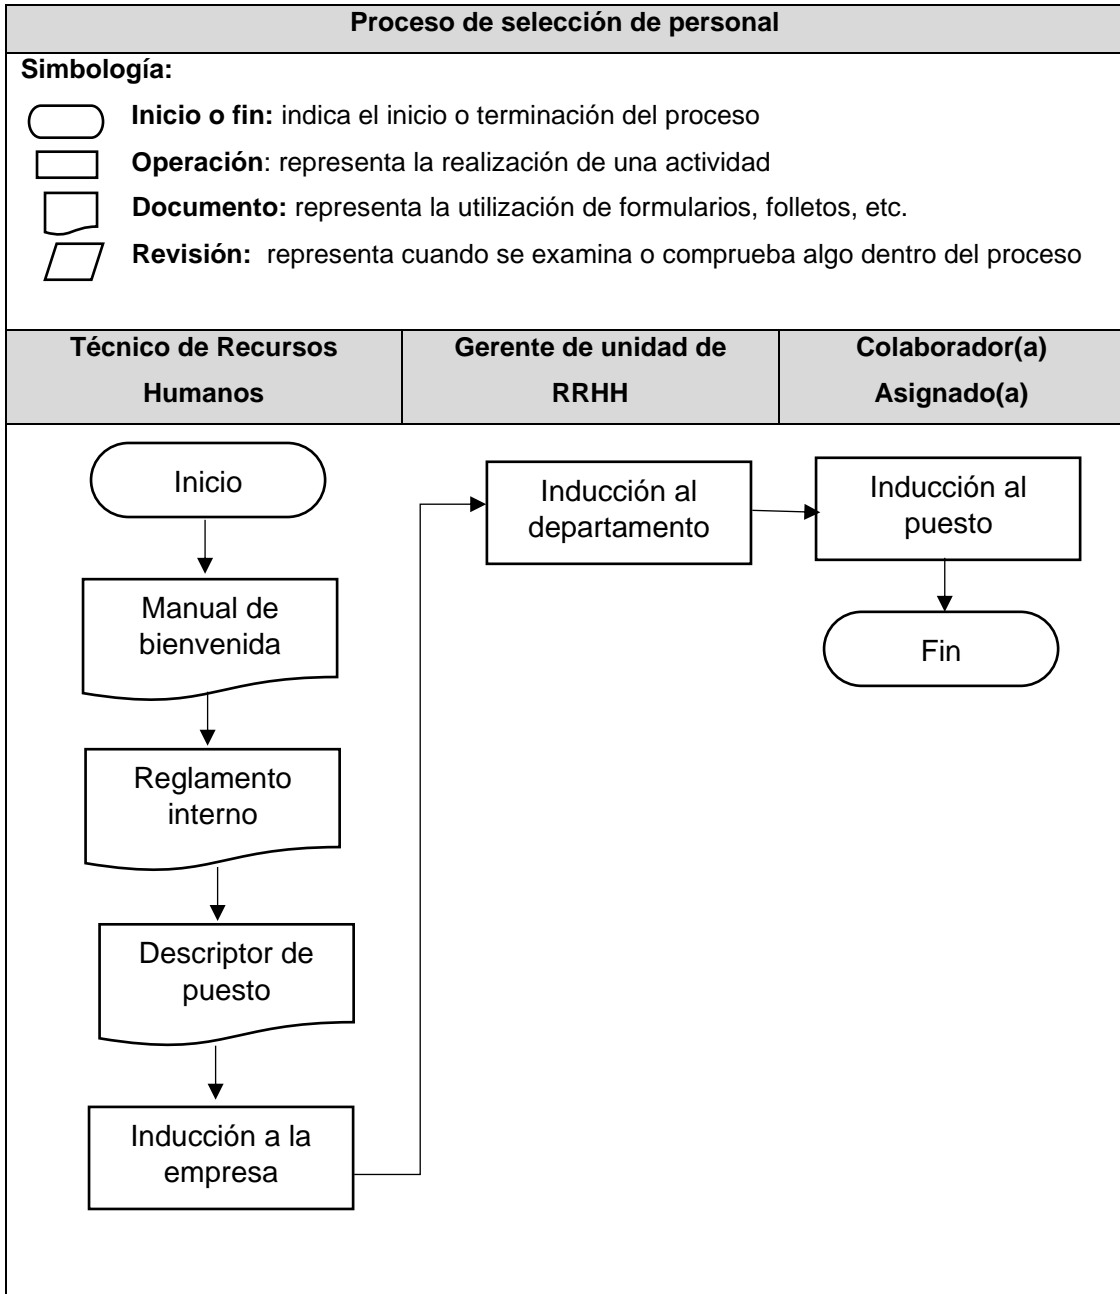 Proceso de selección de personal
Simbología:
Inicio o fin: indica el inicio o terminación del proceso
Operación: representa la realización de una actividad
Documento: representa la utilización de formularios, folletos, etc.
Revisión: representa cuando se examina o comprueba algo dentro del proceso
Técnico de Recursos
Humanos
Gerente de unidad de
RRHH
Colaborador(a)
Asignado(a)
Inicio
Manual de
bienvenida
Reglamento
interno
Descriptor de
puesto
Inducción a la
empresa
Inducción al
departamento
Inducción al
puesto
Fin